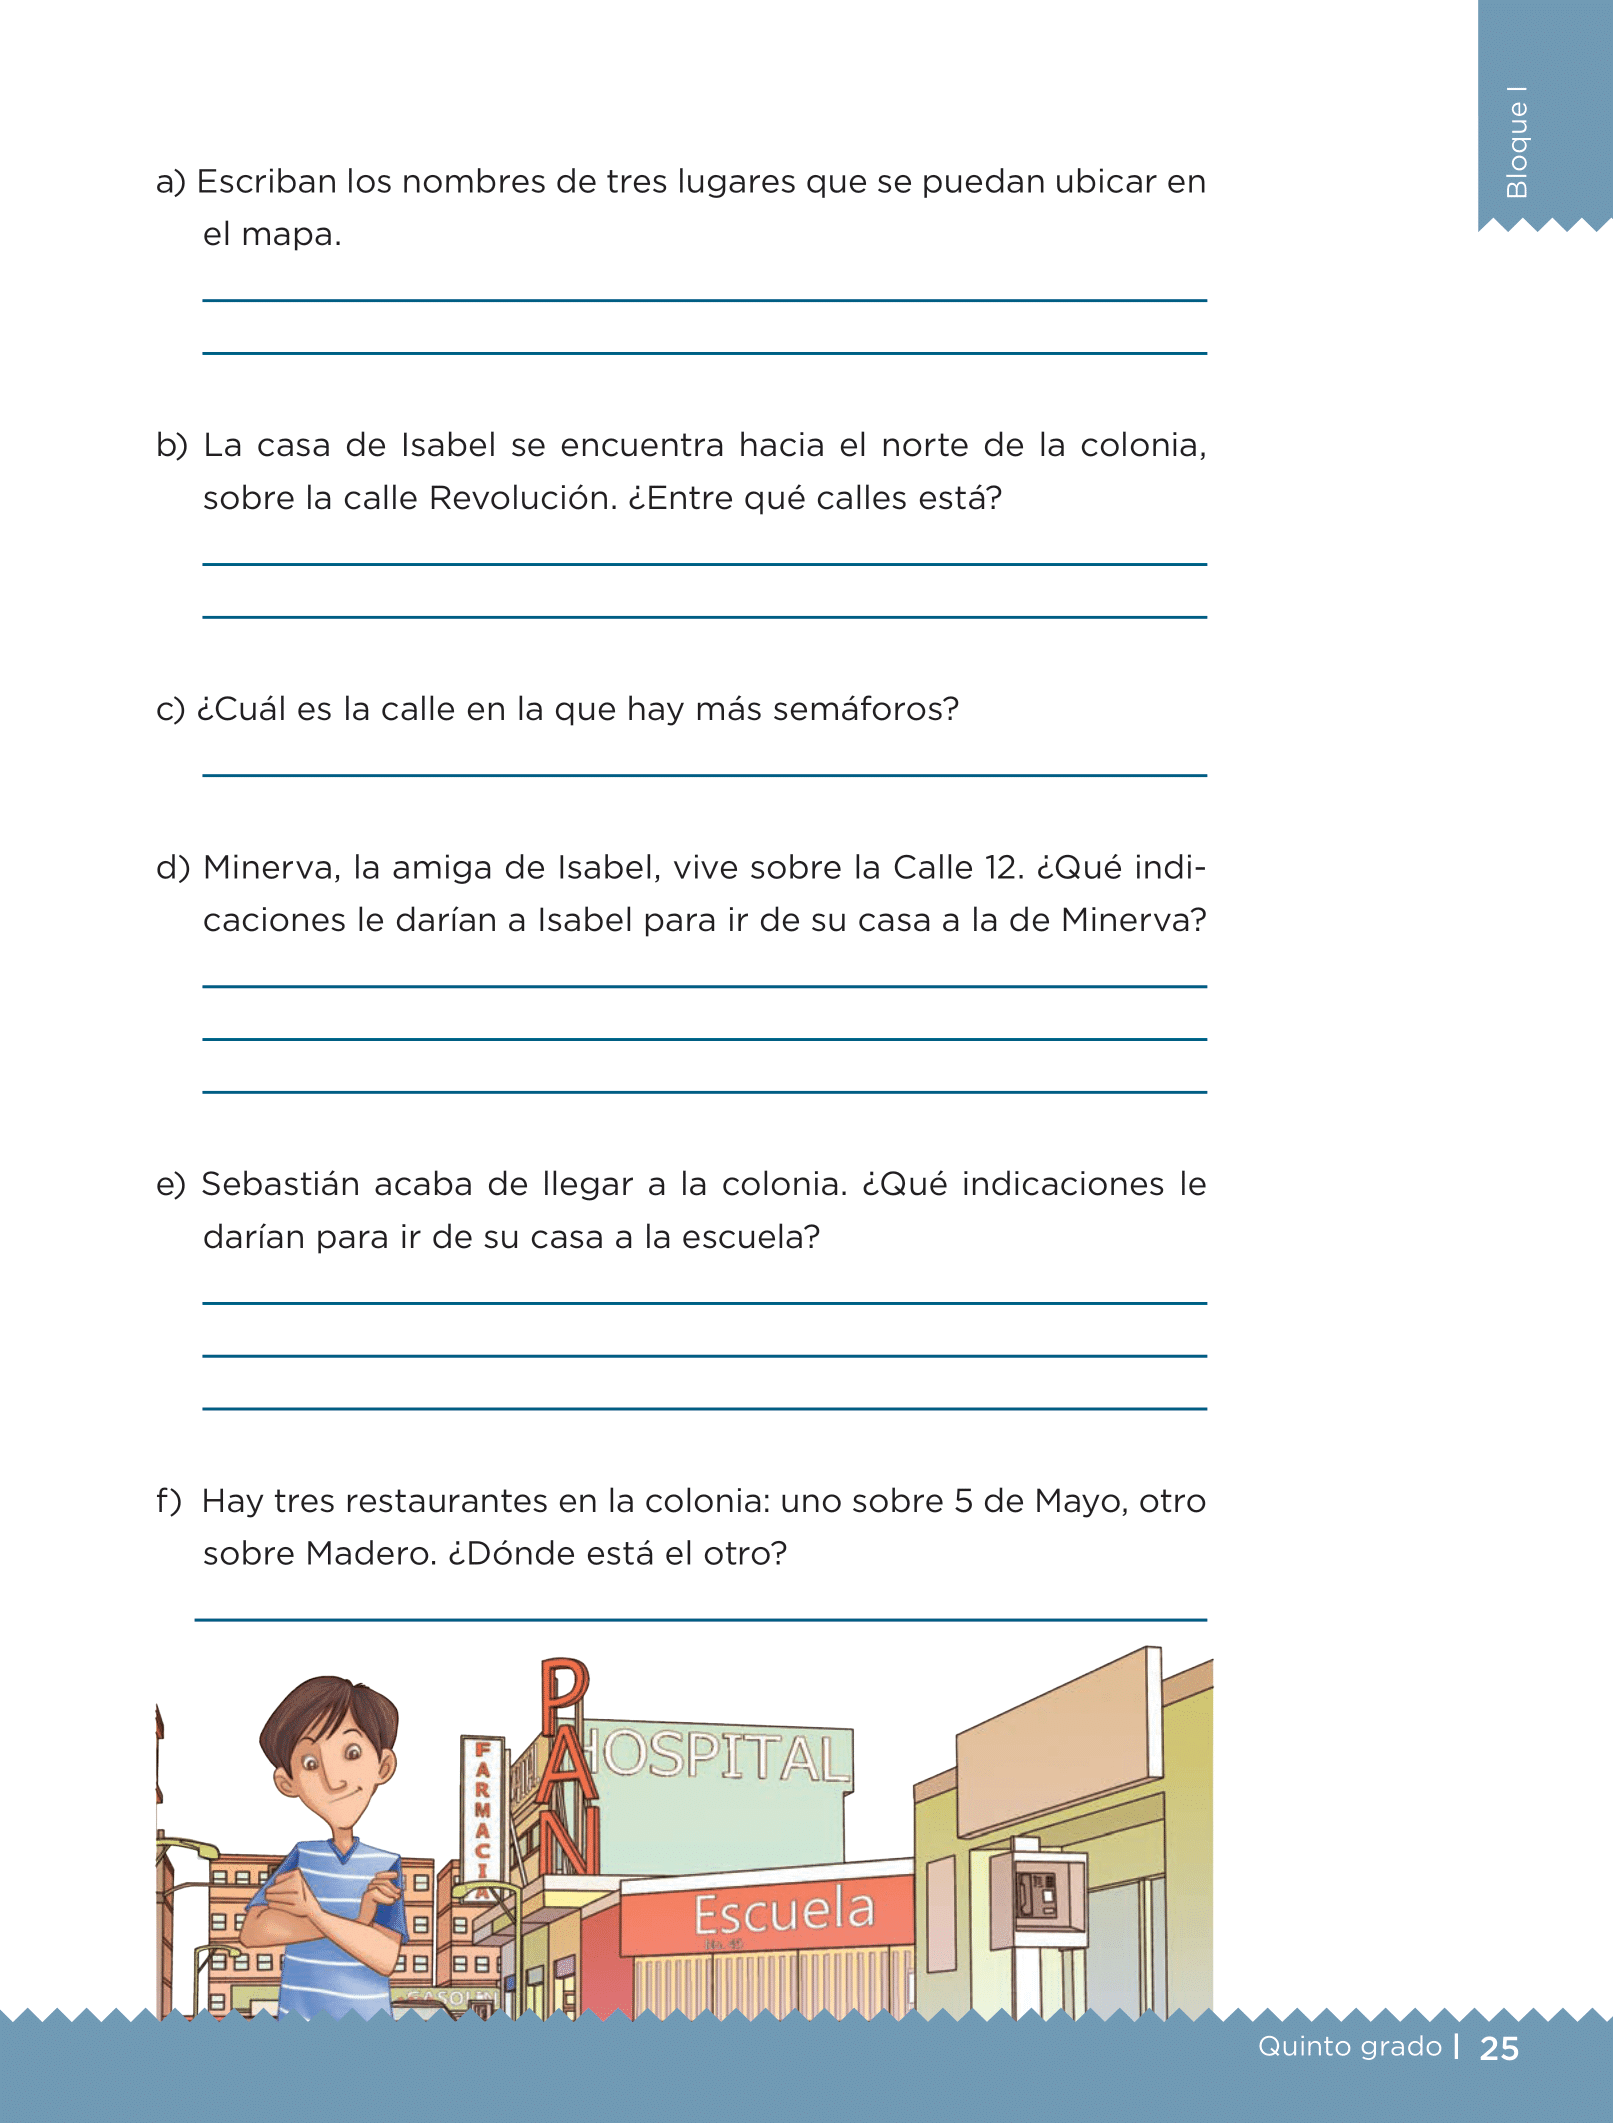 Bloque I
a) Escriban los nombres de tres lugares que se puedan ubicar en
el mapa.
b) La casa de Isabel se encuentra hacia el norte de la colonia,
sobre la calle Revolución. ¿Entre qué calles está?
c) ¿Cuál es la calle en la que hay más semáforos?
d) Minerva, la amiga de Isabel, vive sobre la Calle 12. ¿Qué indi-
caciones le darían a Isabel para ir de su casa a la de Minerva?
e) Sebastián acaba de llegar a la colonia. ¿Qué indicaciones le
darían para ir de su casa a la escuela?
f) Hay tres restaurantes en la colonia: uno sobre 5 de Mayo, otro
sobre Madero. ¿Dónde está el otro?
FARMACIA
PAN
HOSPITAL
Escuela
GASOLIN
Quinto grado | 25